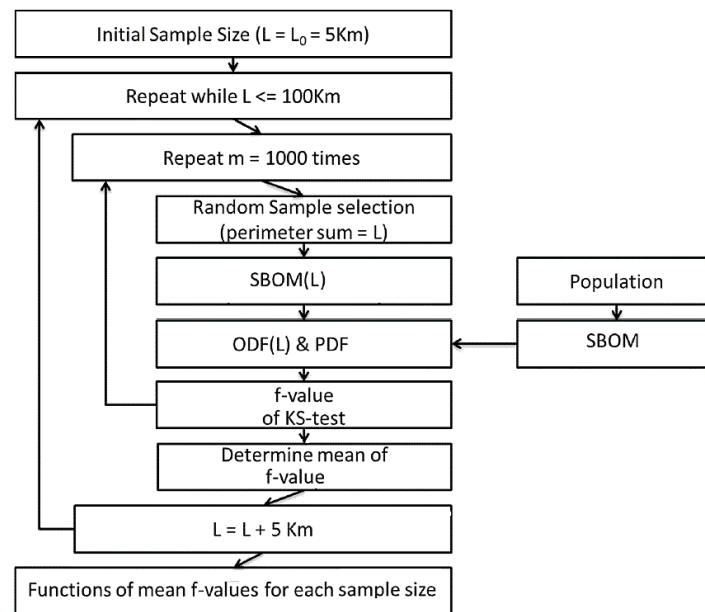 Initial Sample Size (L = L₀ = 5Km)
Repeat while L <= 100Km
Repeat m = 1000 times
Random Sample selection
(perimeter sum = L)
SBOM(L)
Population
ODF(L) & PDF
SBOM
f-value
of KS-test
Determine mean of
f-value
L = L + 5 Km
Functions of mean f-values for each sample size